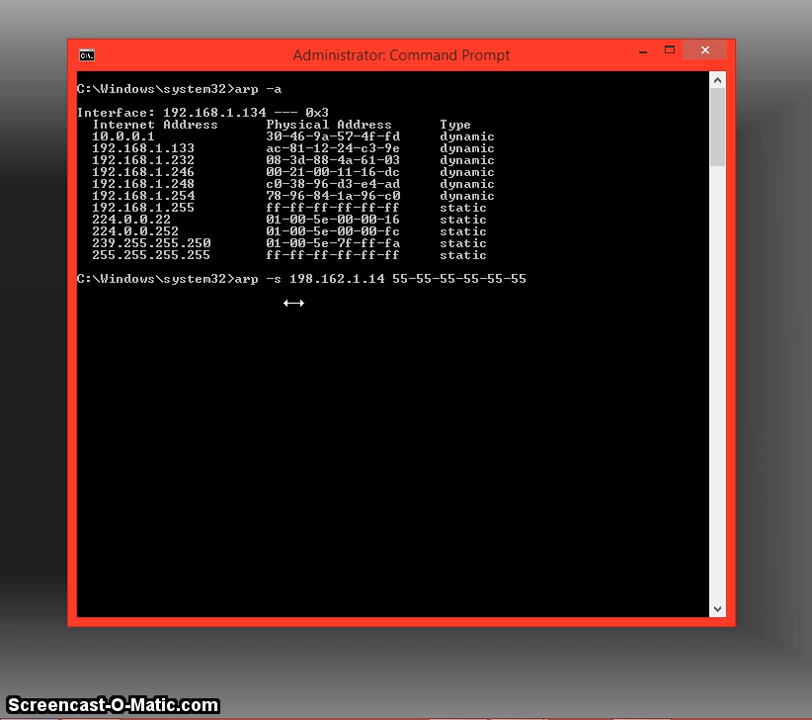 Administrator: Command Prompt
C:\Windows\system32>arp -a
Interface: 192.168.1.134 --- 0x3
Internet Address Physical Address Type
10.0.0.1 30-46-9a-57-4f-fd dynamic
192.168.1.133 ac-81-12-24-c3-9e dynamic
192.168.1.232 08-3d-88-4a-61-03 dynamic
192.168.1.246 00-21-00-11-16-dc dynamic
192.168.1.248 c0-38-96-d3-e4-ad dynamic
192.168.1.254 78-96-84-1a-96-c0 dynamic
192.168.1.255 ff-ff-ff-ff-ff-ff static
224.0.0.22 01-00-5e-00-00-16 static
224.0.0.252 01-00-5e-00-00-fc static
239.255.255.250 01-00-5e-7f-ff-fa static
255.255.255.255 ff-ff-ff-ff-ff-ff static
C:\Windows\system32>arp -s 198.162.1.14 55-55-55-55-55-55
Screencast-O-Matic.com